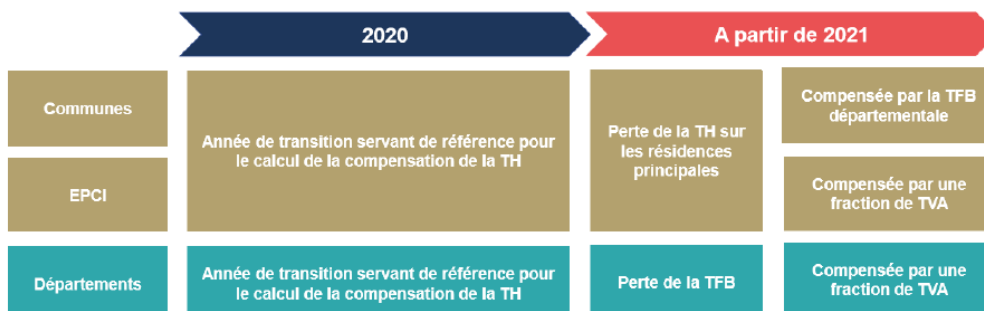 2020
A partir de 2021
Communes
EPCI
Année de transition servant de référence pour
le calcul de la compensation de la TH
Perte de la TH sur
les résidences
principales
Compensée par la TFB
départementale
Compensée par une
fraction de TVA
Départements
Année de transition servant de référence pour
le calcul de la compensation de la TH
Perte de la TFB
Compensée par une
fraction de TVA